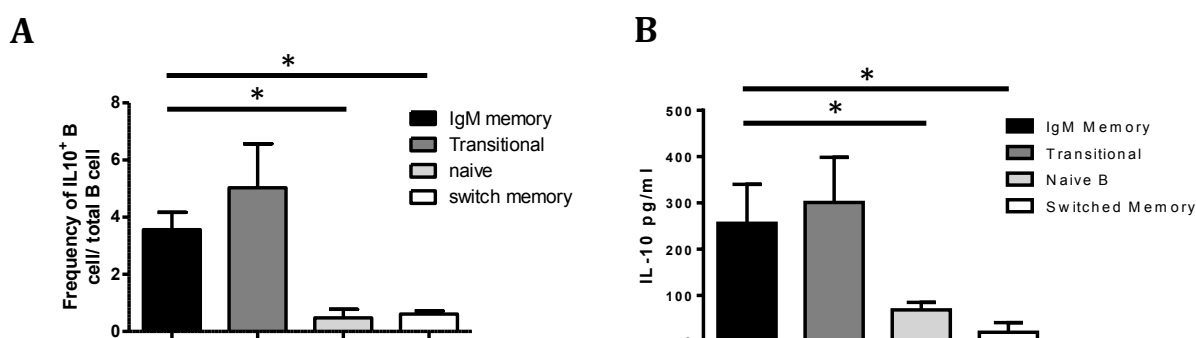 A
B
*
*
8
6
4
2
0
Frequency of IL10⁺ B
cell/ total B cell
IgM memory
Transitional
naive
switch memory
*
*
500
400
300
200
100
IL-10 pg/ml
IgM Memory
Transitional
Naive B
Switched Memory